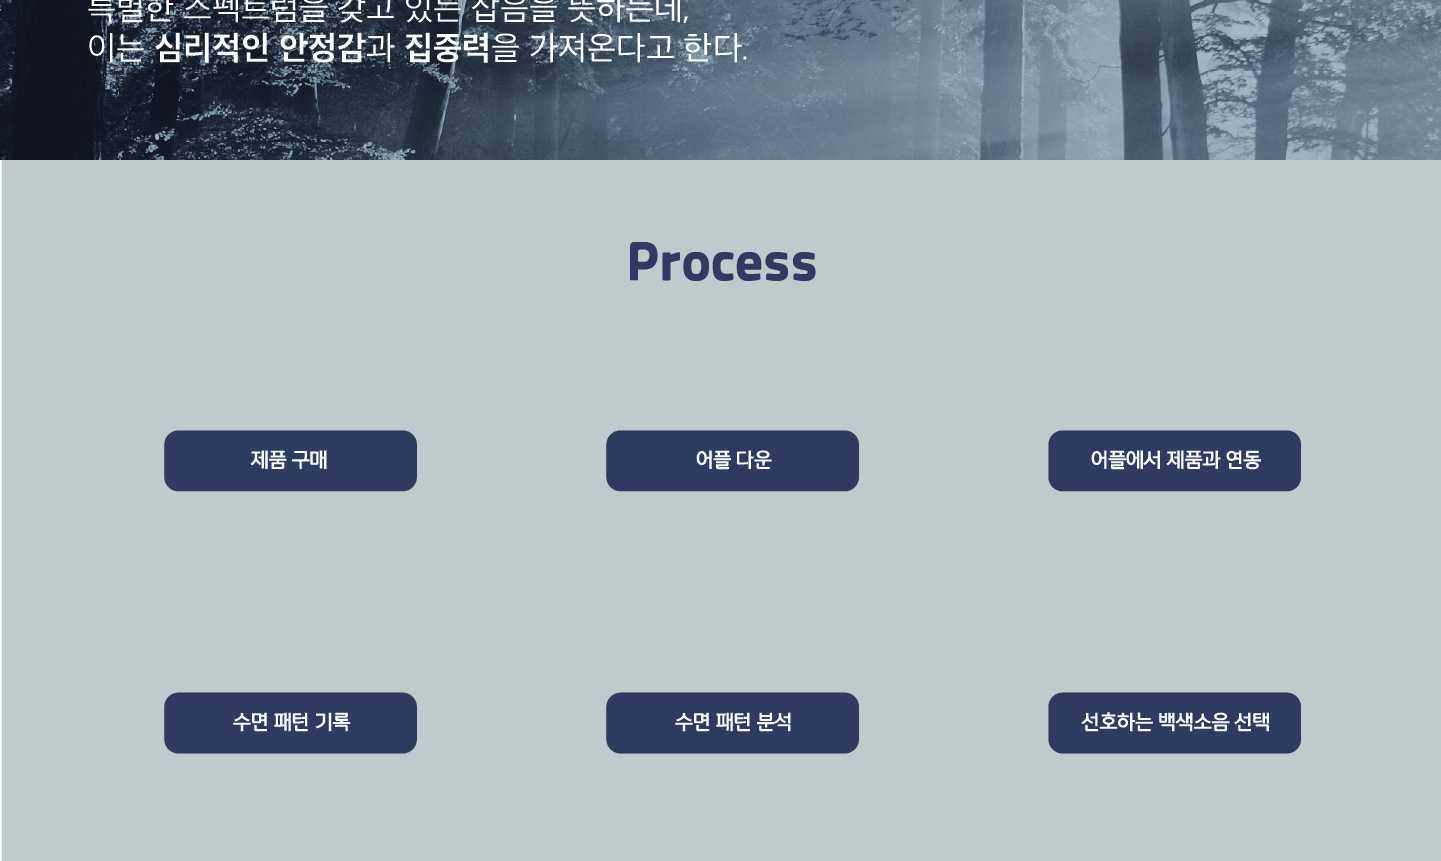 특별한 스펙트럼을 갖고 있는 잡음을 뜻하는데,
이는 심리적인 안정감과 집중력을 가져온다고 한다.
Process
제품 구매
어플 다운
어플에서 제품과 연동
수면 패턴 기록
수면 패턴 분석
선호하는 백색소음 선택